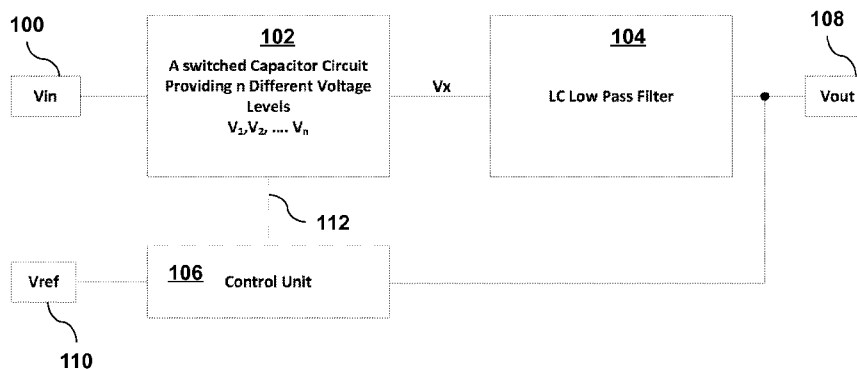 100
Vin
102
A switched Capacitor Circuit
Providing n Different Voltage
Levels
V₁,V₂, .... Vₙ
Vx
104
LC Low Pass Filter
108
Vout
112
Vref
110
106
Control Unit